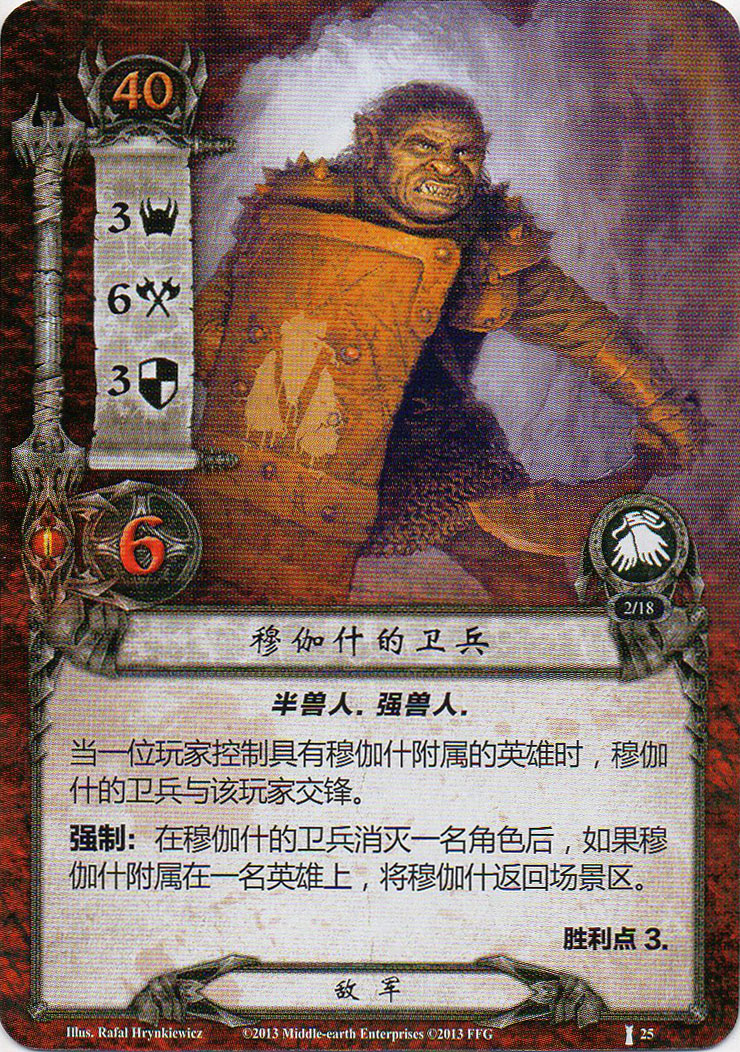 40
3
6
3
6
2/18
穆伽什的卫兵
半兽人. 强兽人.
当一位玩家控制具有穆伽什附属的英雄时，穆伽
什的卫兵与该玩家交锋。
强制：在穆伽什的卫兵消灭一名角色后，如果穆
伽什附属在一名英雄上，将穆伽什返回场景区。
胜利点 3.
敌军
Illus. Rafal Hrynkiewicz ©2013 Middle-earth Enterprises ©2013 FFG 25